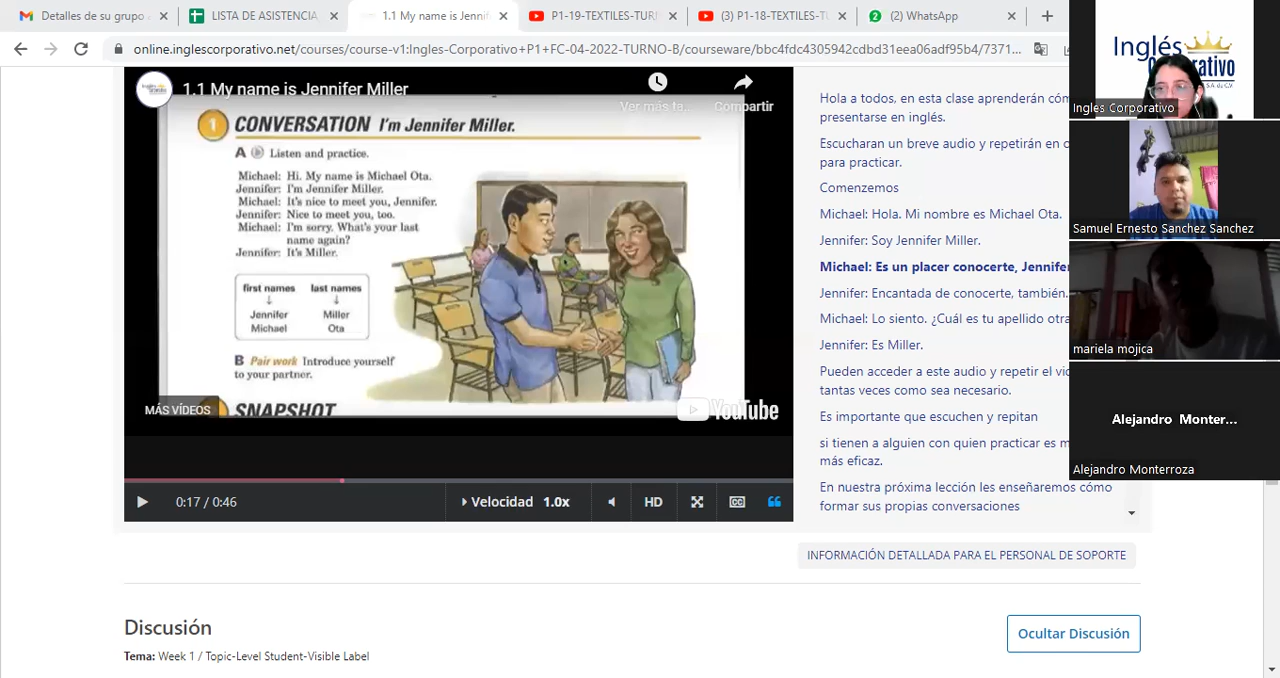 Detalles de su grupo
LISTA DE ASISTENCIA
1.1 My name is Jennif
P1-19-TEXTILES-TUR
(3) P1-18-TEXTILES-TU
(2) WhatsApp
online.inglescorporativo.net/courses/course-v1:Ingles-Corporativo+P1+FC-04-2022-TURNO-B/courseware/bbc4fdc4305942cdbd31eea06adf95b4/7371...
1.1 My name is Jennifer Miller
Ver más ta...
Compartir
1 CONVERSATION I'm Jennifer Miller.
A Listen and practice.
Michael: Hi. My name is Michael Ota.
Jennifer: I'm Jennifer Miller.
Michael: It's nice to meet you, Jennifer.
Jennifer: Nice to meet you, too.
Michael: I'm sorry. What's your last
name again?
Jennifer: It's Miller.
first names last names
↓ ↓
Jennifer Miller
Michael Ota
B Pair work Introduce yourself
to your partner.
SNAPSHOT
MÁS VÍDEOS
YouTube
0:17 / 0:46
Velocidad 1.0x
HD
Hola a todos, en esta clase aprenderán cóm
presentarse en inglés.
Escucharan un breve audio y repetirán en c
para practicar.
Comenzemos
Michael: Hola. Mi nombre es Michael Ota.
Jennifer: Soy Jennifer Miller.
Michael: Es un placer conocerte, Jennifer
Jennifer: Encantada de conocerte, también.
Michael: Lo siento. ¿Cuál es tu apellido otra
Jennifer: Es Miller.
Pueden acceder a este audio y repetir el vid
tantas veces como sea necesario.
Es importante que escuchen y repitan
si tienen a alguien con quien practicar es m
más eficaz.
En nuestra próxima lección les enseñaremos cómo
formar sus propias conversaciones
INFORMACIÓN DETALLADA PARA EL PERSONAL DE SOPORTE
Discusión
Tema: Week 1 / Topic-Level Student-Visible Label
Ocultar Discusión
Inglés
S.A. de C.V.
Ingles Corporativo
Samuel Ernesto Sanchez Sanchez
mariela mojica
Alejandro Monter...
Alejandro Monterroza